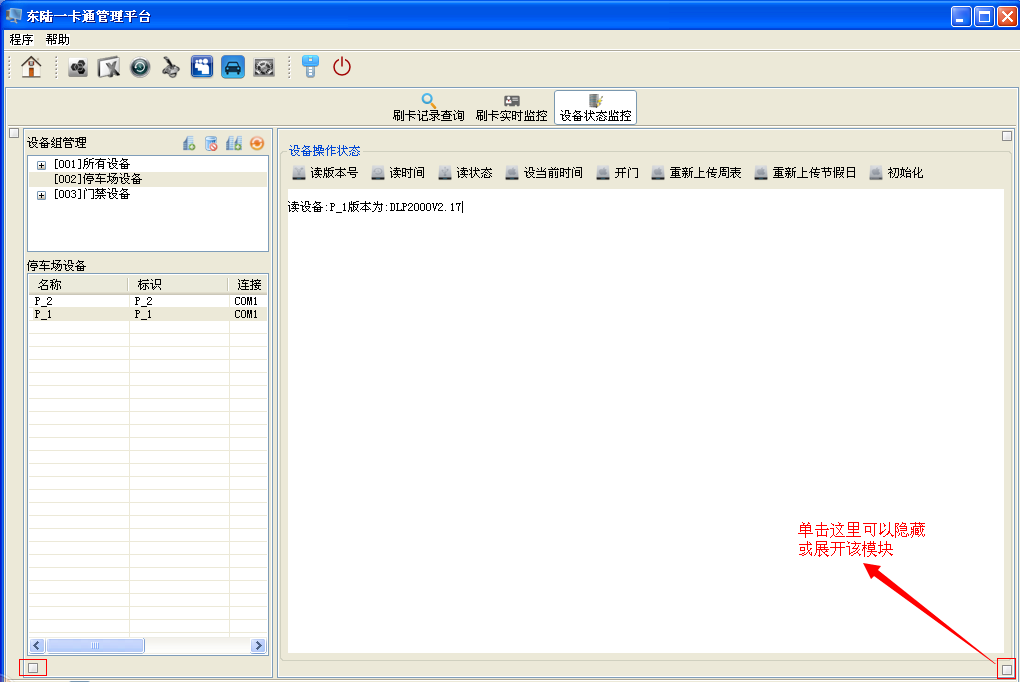 东陆一卡通管理平台
程序 帮助
刷卡记录查询 刷卡实时监控 设备状态监控
设备组管理
[001]所有设备
[002]停车场设备
[003]门禁设备
停车场设备
名称 标识 连接
P_2 P_2 COM1
P_1 P_1 COM1
设备操作状态
读版本号 读时间 读状态 设当前时间 开门 重新上传周表 重新上传节假日 初始化
读设备:P_1版本为:DLP2000V2.17
单击这里可以隐藏
或展开该模块